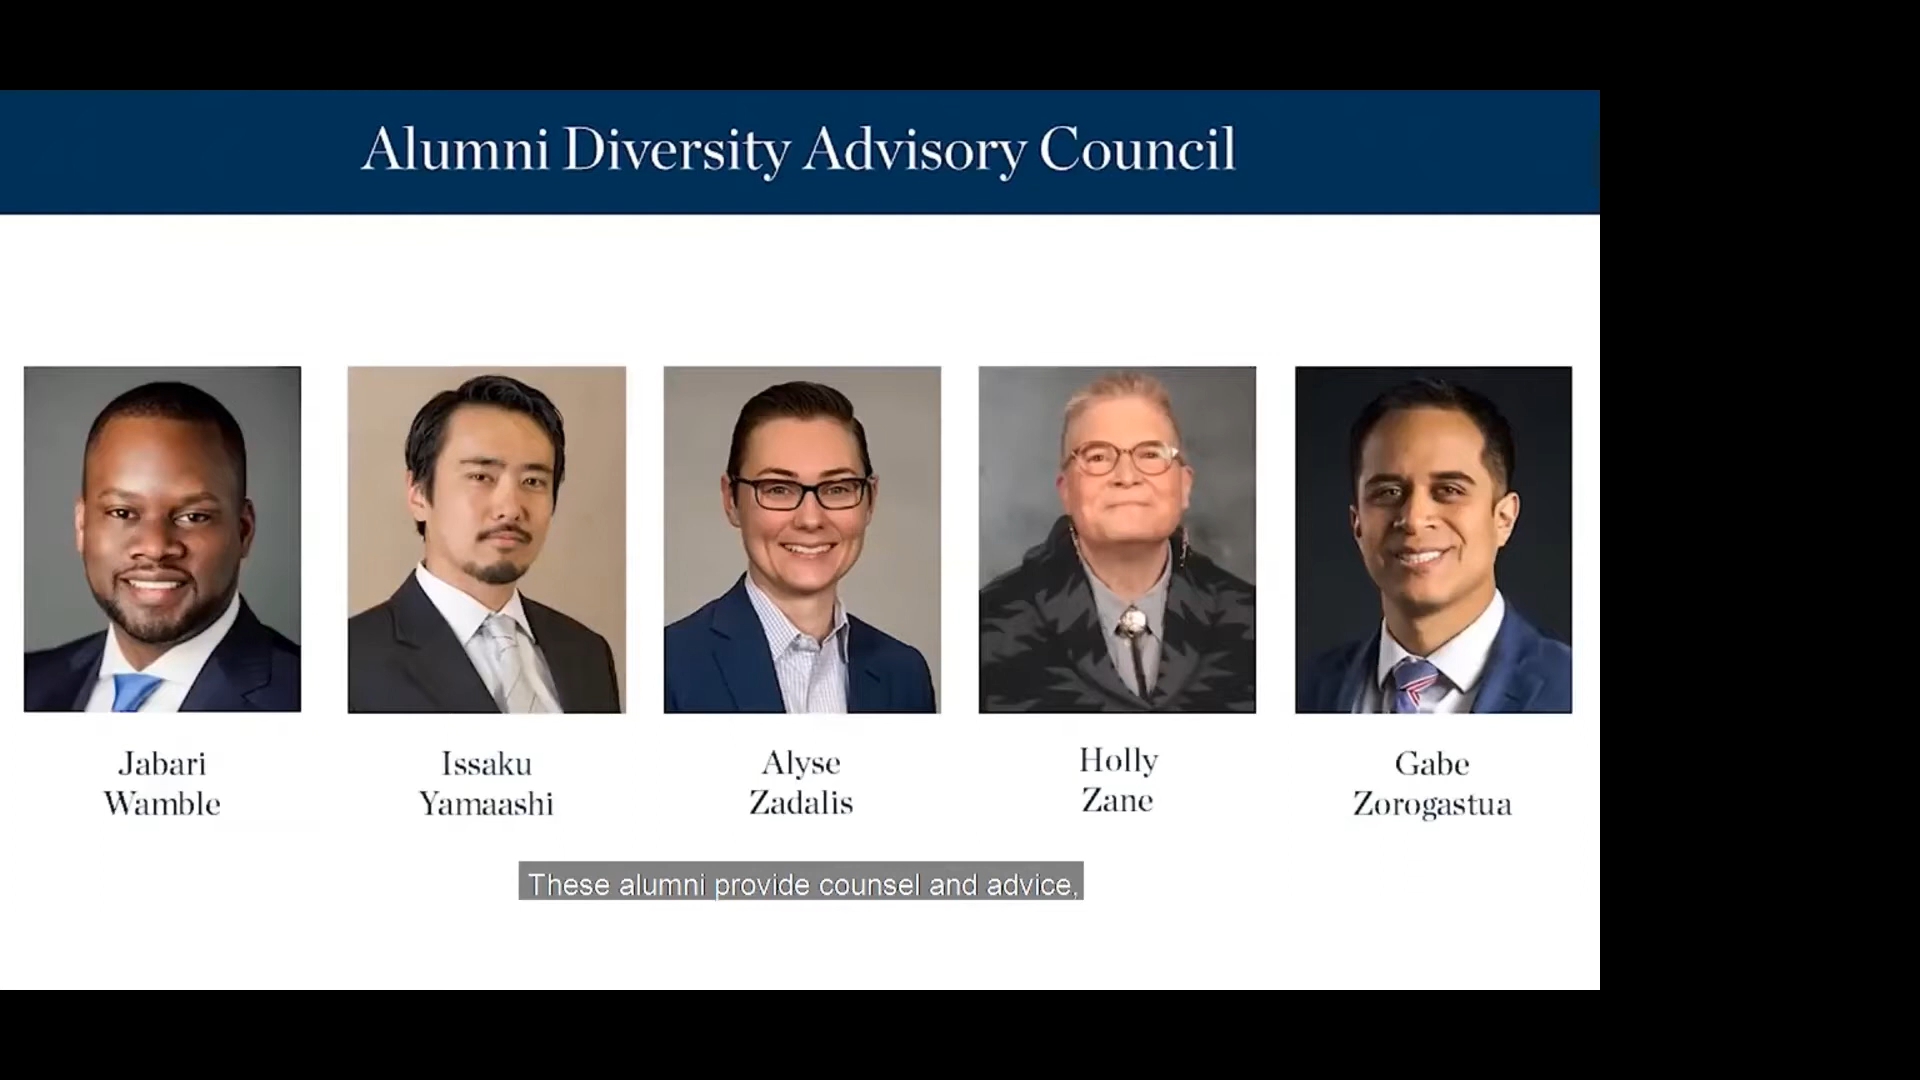 Alumni Diversity Advisory Council
Jabari
Wamble
Issaku
Yamaashi
Alyse
Zadalis
Holly
Zane
Gabe
Zorogastua
These alumni provide counsel and advice,